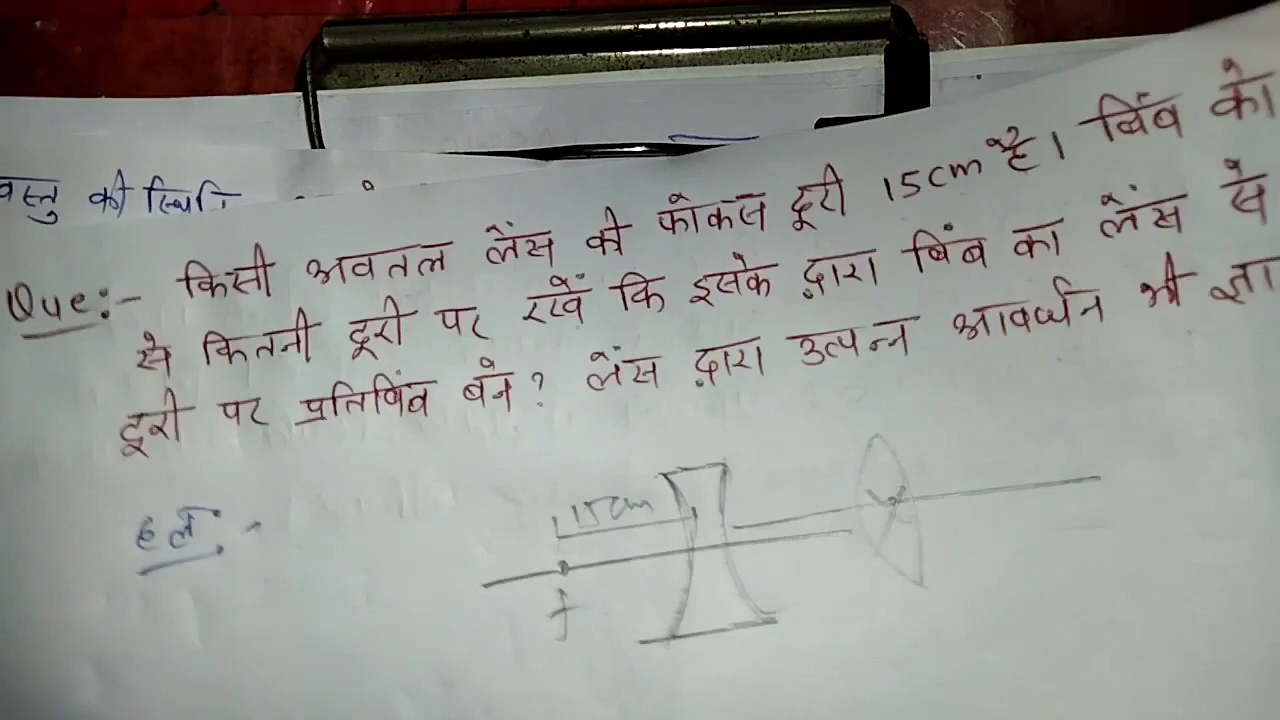 वस्तु की स्थिति
Que:- किसी अवतल लेंस की फोकस दूरी 15cm है। बिंब को
से कितनी दूरी पर रखें कि इसके द्वारा बिंब का लेंस से
दूरी पर प्रतिबिंब बने? लेंस द्वारा उत्पन्न आवर्धन भी ज्ञा
हल:-
15cm
f